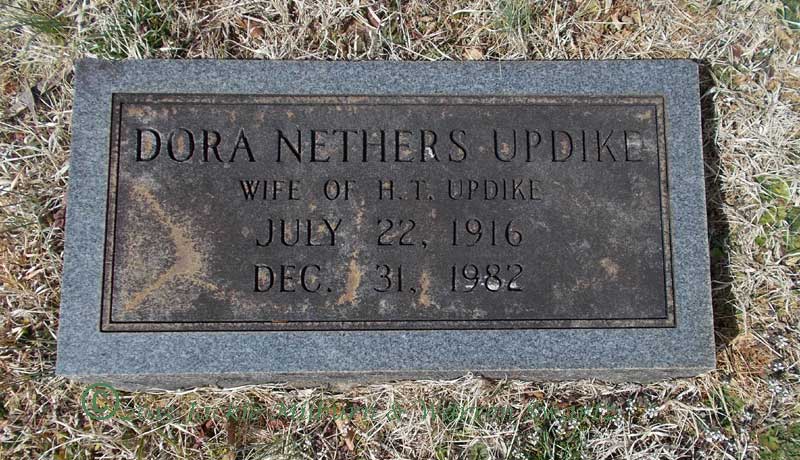 DORA NETHERS UPDIKE
WIFE OF H.T. UPDIKE
JULY 22, 1916
DEC. 31, 1982
©